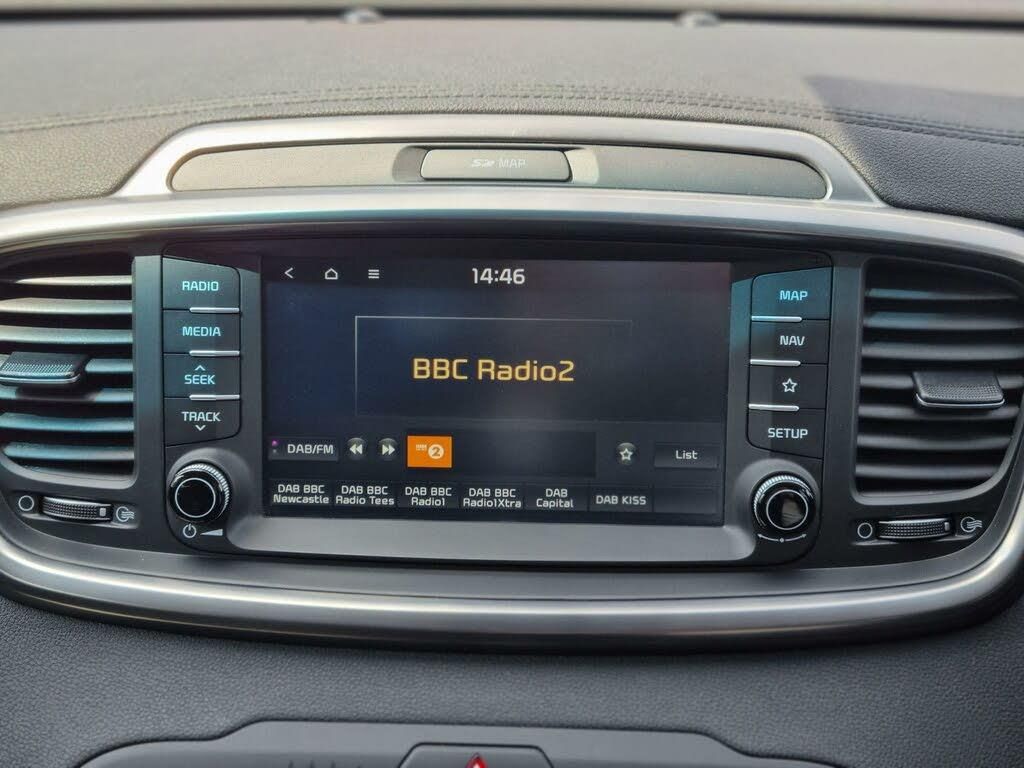 SD MAP
14:46
RADIO
MEDIA
SEEK
TRACK
MAP
NAV
SETUP
BBC Radio2
DAB/FM
2
List
DAB BBC
Newcastle
DAB BBC
Radio Tees
DAB BBC
Radio1
DAB BBC
Radio1Xtra
DAB
Capital
DAB KISS